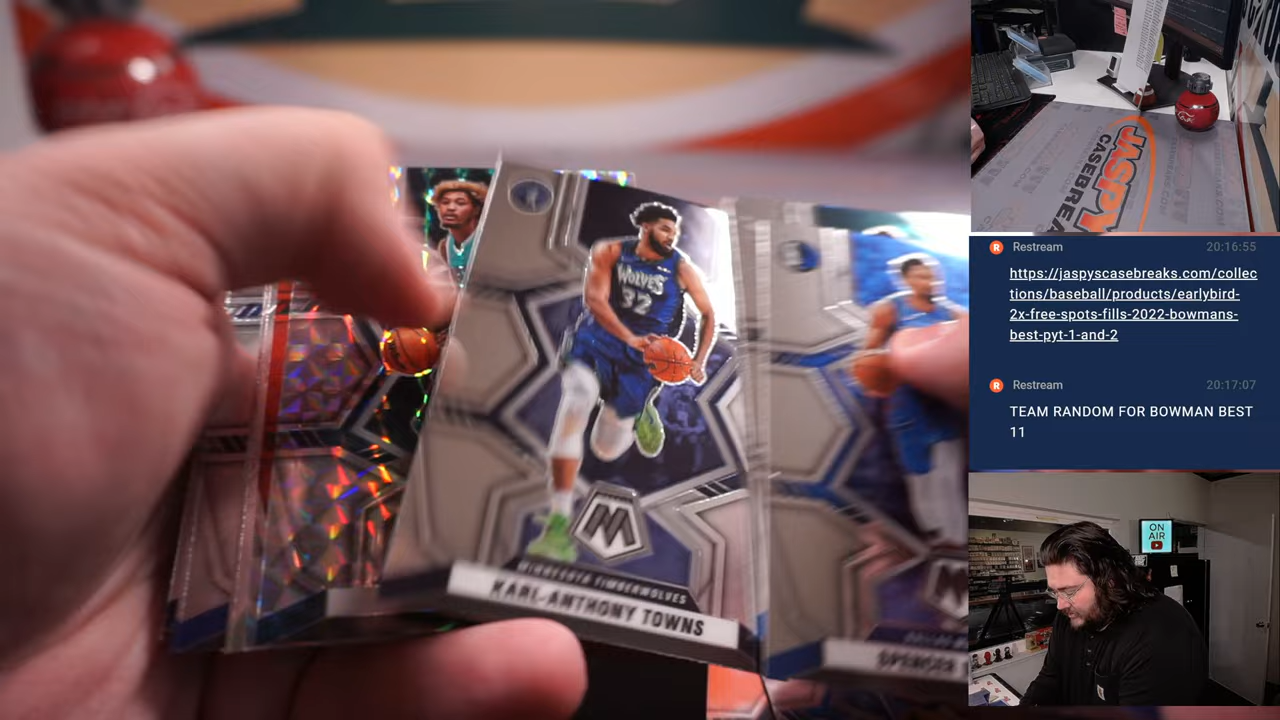 WOLVES
32
M
MINNESOTA TIMBERWOLVES
KARL-ANTHONY TOWNS
SPENCER
JASPY
CASEBREA
R Restream 20:16:55
https://jaspyscasebreaks.com/collec
tions/baseball/products/earlybird-
2x-free-spots-fills-2022-bowmans-
best-pyt-1-and-2
R Restream 20:17:07
TEAM RANDOM FOR BOWMAN BEST
11
ON
AIR